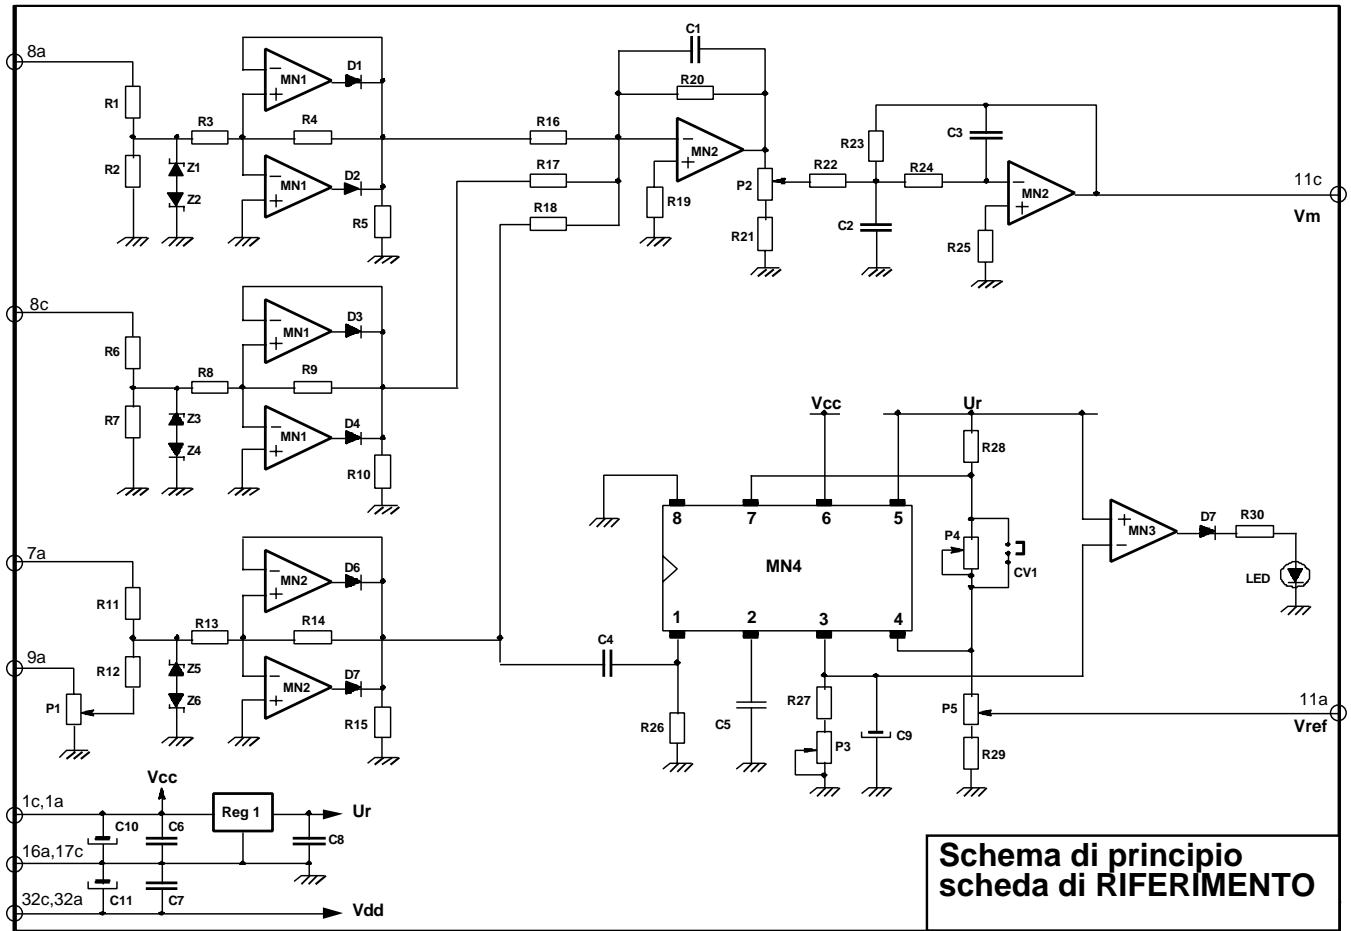 8a
R1
R2
Z1
Z2
R3
R4
MN1
D1
MN1
D2
R5
8c
R6
R7
Z3
Z4
R8
R9
MN1
D3
MN1
D4
R10
7a
R11
9a
R12
P1
Z5
Z6
R13
R14
MN2
D6
MN2
D7
R15
C1
R20
R16
R17
R18
MN2
R19
P2
R21
R22
R23
C2
R24
C3
MN2
R25
11c
Vm
Vcc
Ur
R28
8 7 6 5
MN4
1 2 3 4
P4
CV1
MN3
D7
R30
LED
C4
R26
C5
R27
P3
C9
P5
R29
11a
Vref
Vcc
1c,1a
C10
C6
Reg 1
C8
Ur
16a,17c
C11
C7
32c,32a
Vdd
Schema di principio
scheda di RIFERIMENTO